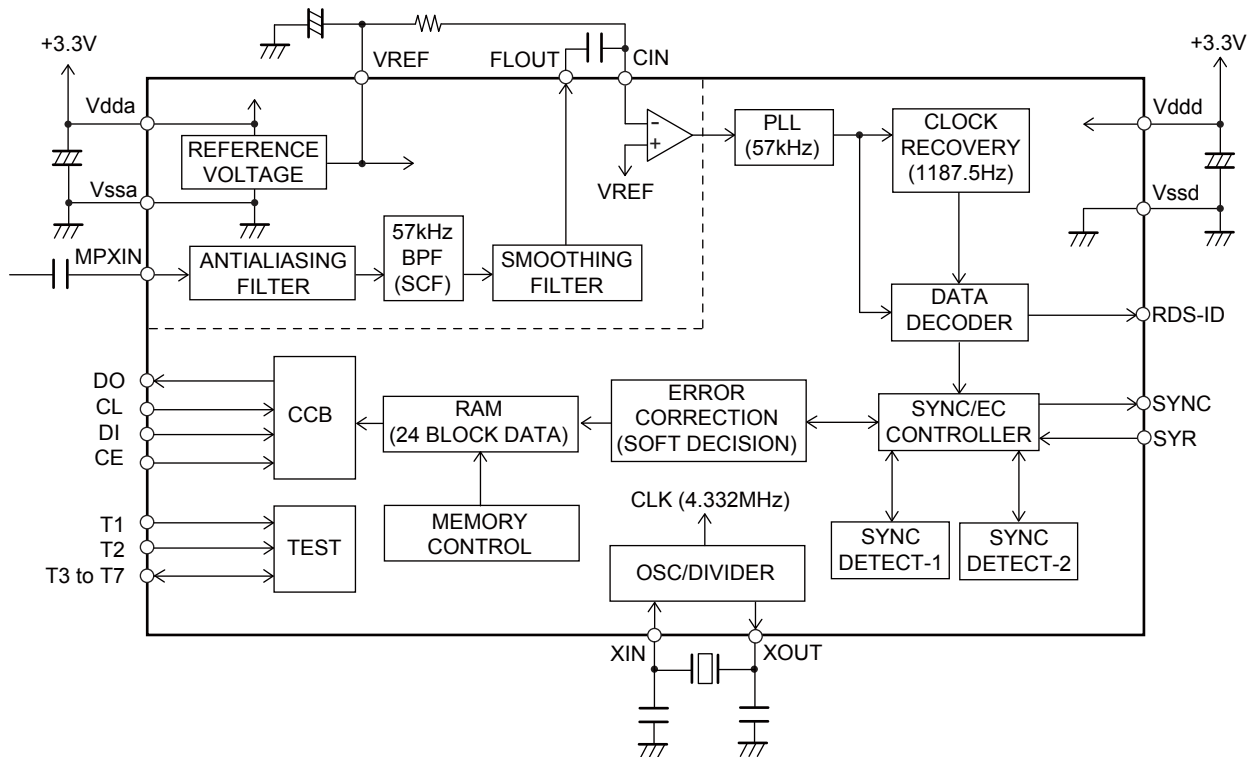 +3.3V
VREF
FLOUT
CIN
+3.3V
Vdda
Vddd
REFERENCE
VOLTAGE
PLL
(57kHz)
CLOCK
RECOVERY
(1187.5Hz)
VREF
Vssa
Vssd
MPXIN
ANTIALIASING
FILTER
57kHz
BPF
(SCF)
SMOOTHING
FILTER
DATA
DECODER
RDS-ID
DO
CL
DI
CE
CCB
RAM
(24 BLOCK DATA)
ERROR
CORRECTION
(SOFT DECISION)
SYNC/EC
CONTROLLER
SYNC
SYR
T1
T2
T3 to T7
TEST
MEMORY
CONTROL
CLK (4.332MHz)
OSC/DIVIDER
SYNC
DETECT-1
SYNC
DETECT-2
XIN
XOUT